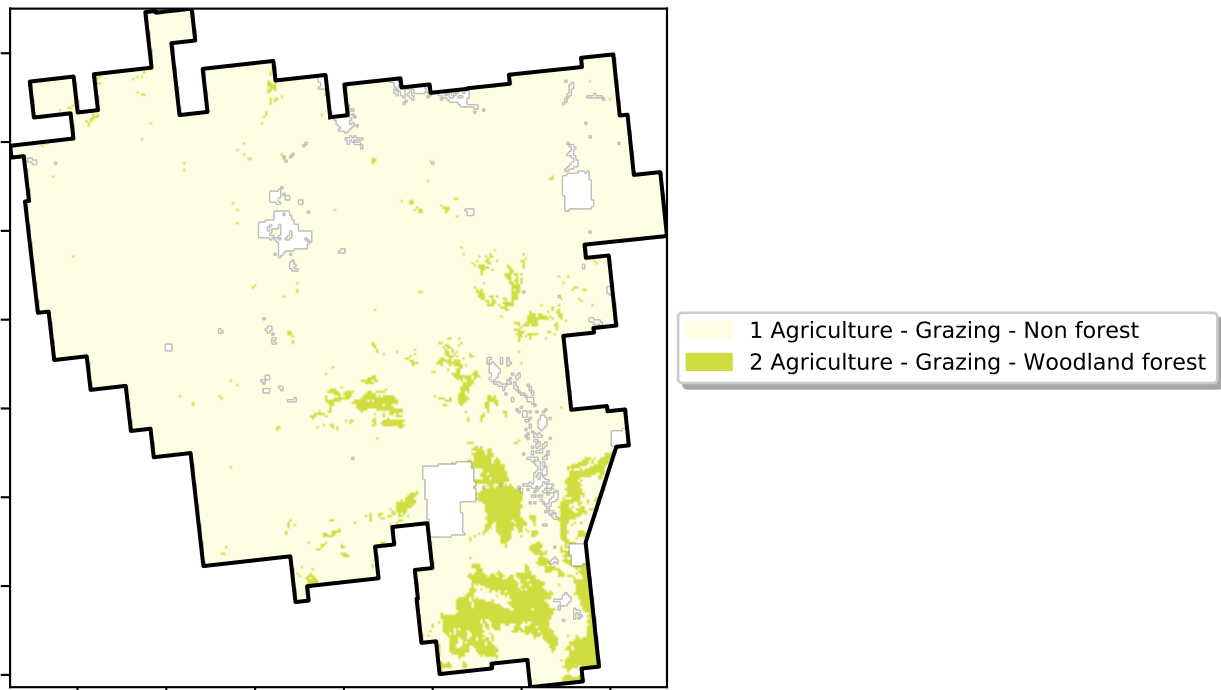 1 Agriculture - Grazing - Non forest
2 Agriculture - Grazing - Woodland forest